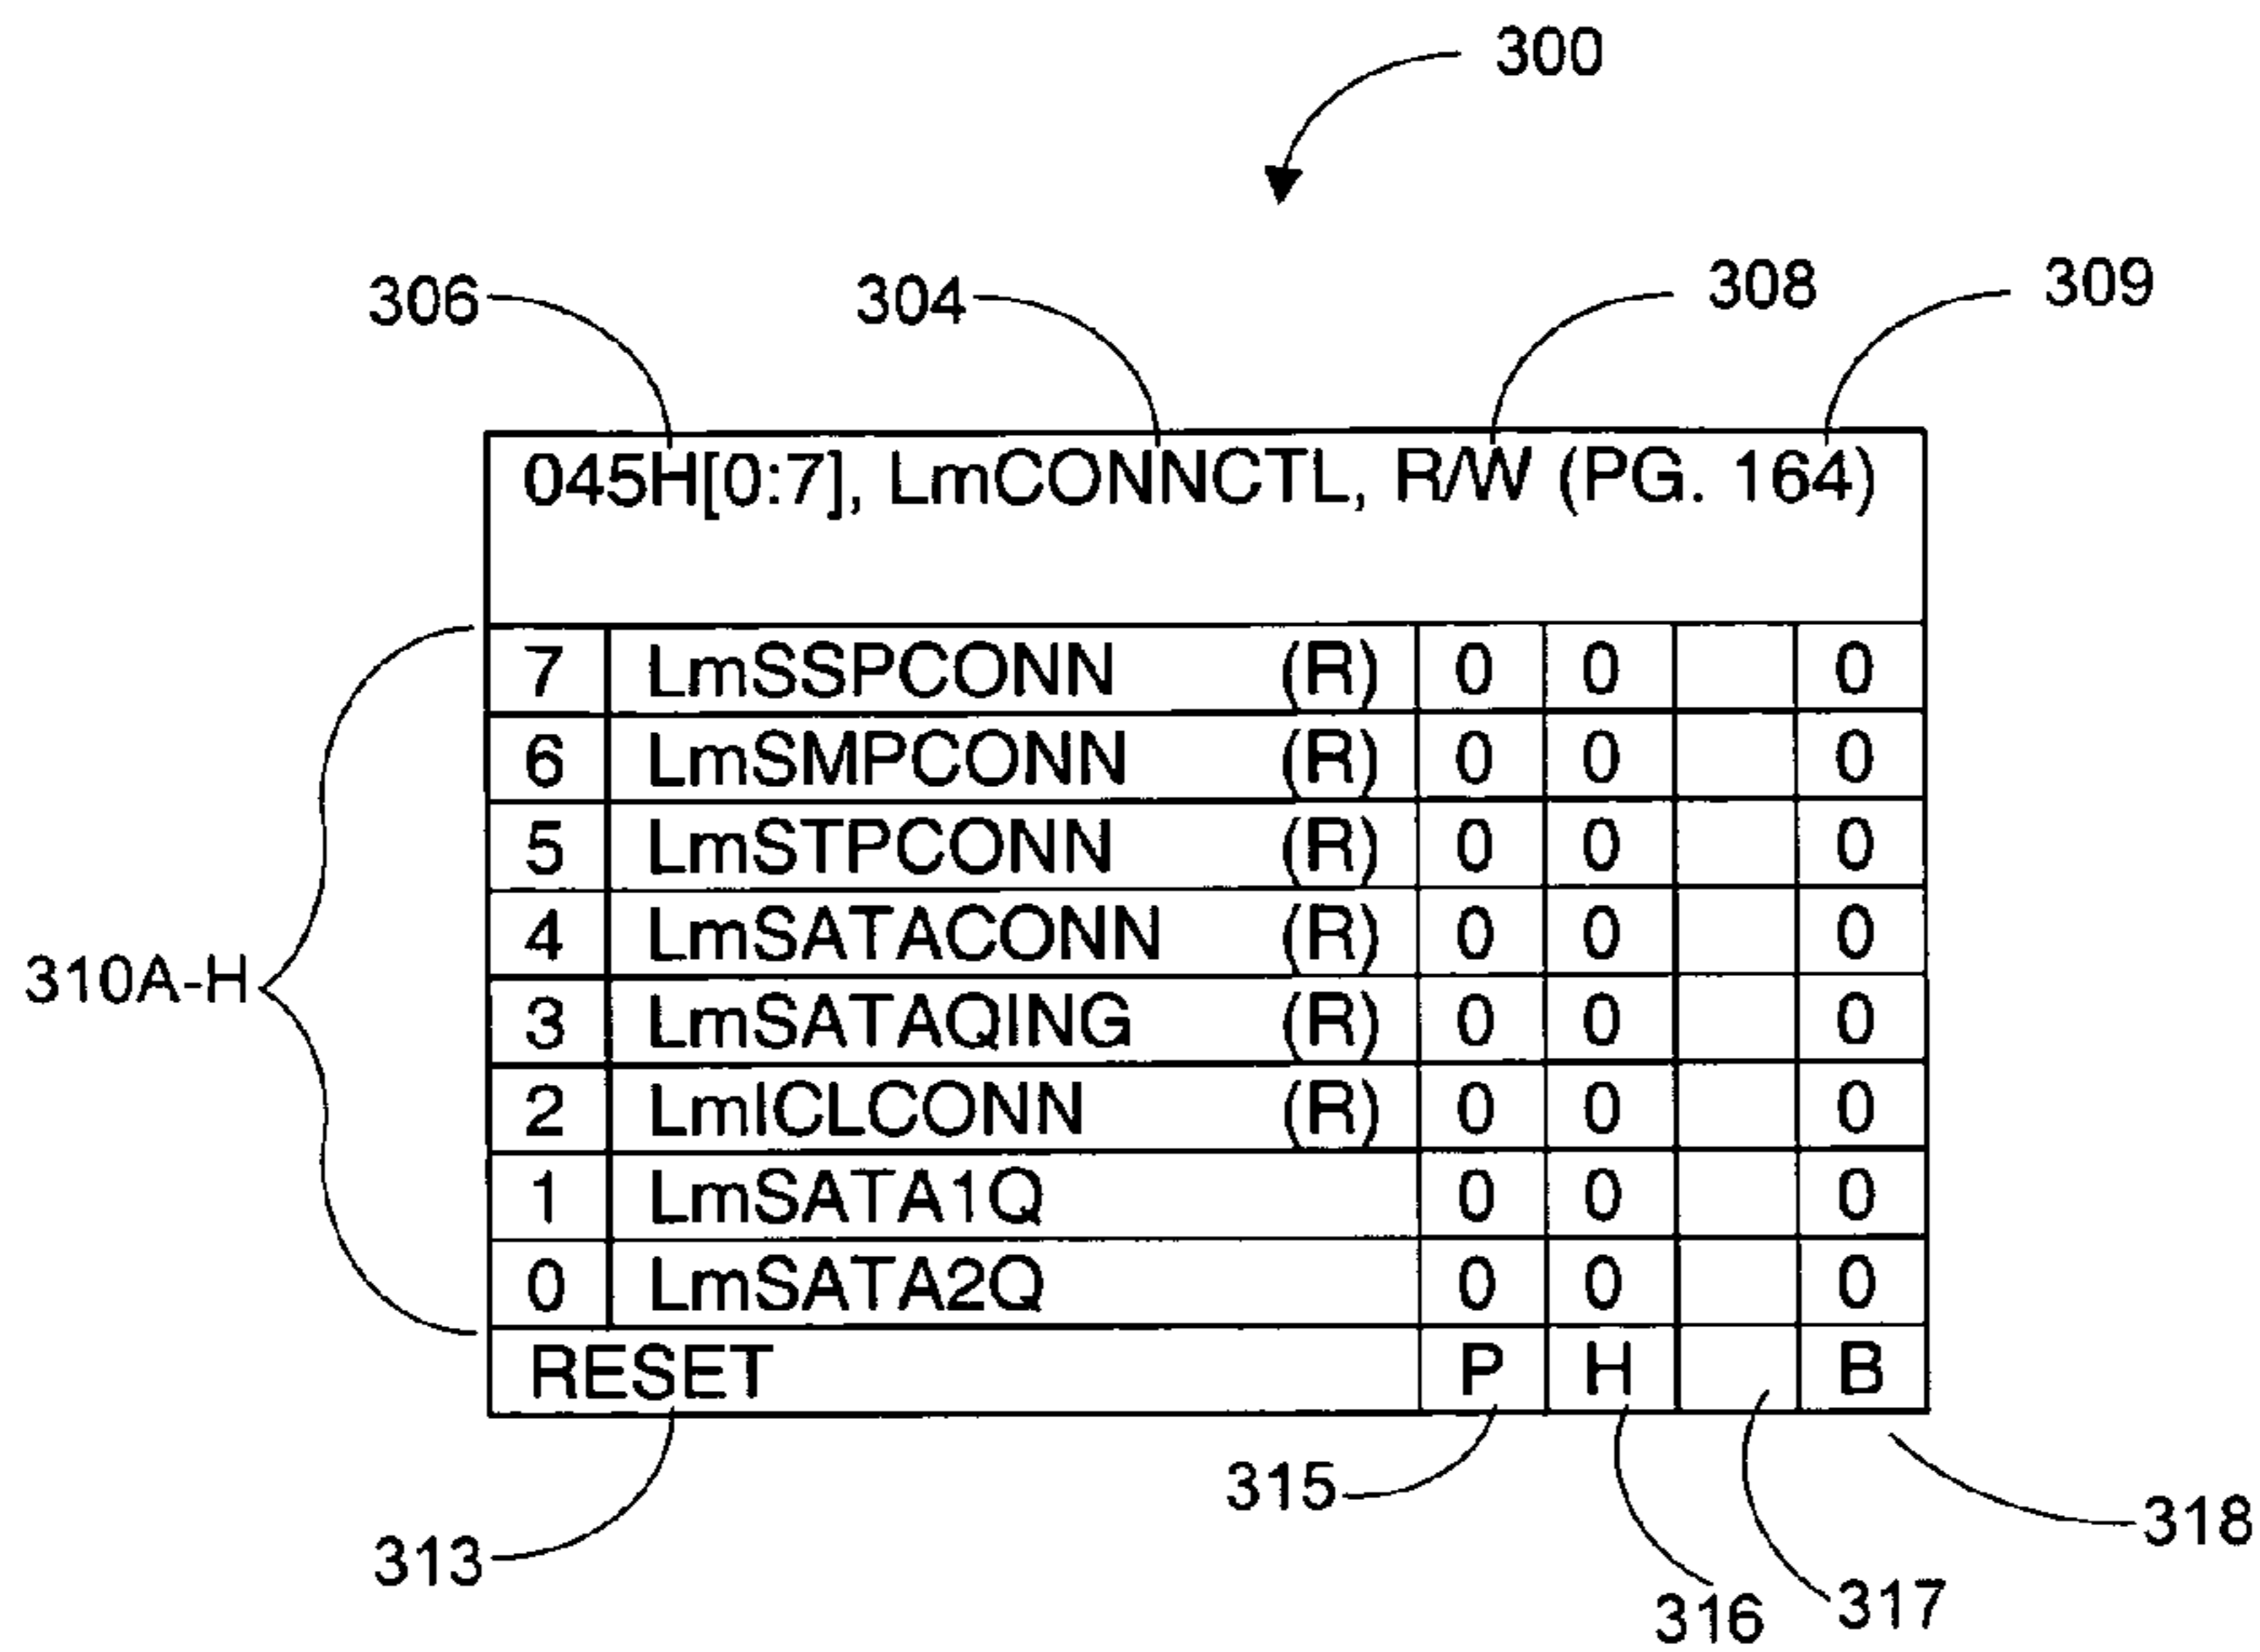 300
306 304 308 309
045H[0:7], LmCONNCTL, R/W (PG. 164)
7 LmSSPCONN (R) 0 0 0
6 LmSMPCONN (R) 0 0 0
5 LmSTPCONN (R) 0 0 0
4 LmSATACONN (R) 0 0 0
310A-H
3 LmSATAQING (R) 0 0 0
2 LmICLCONN (R) 0 0 0
1 LmSATA1Q 0 0 0
0 LmSATA2Q 0 0 0
RESET P H B
313 315 316 317 318